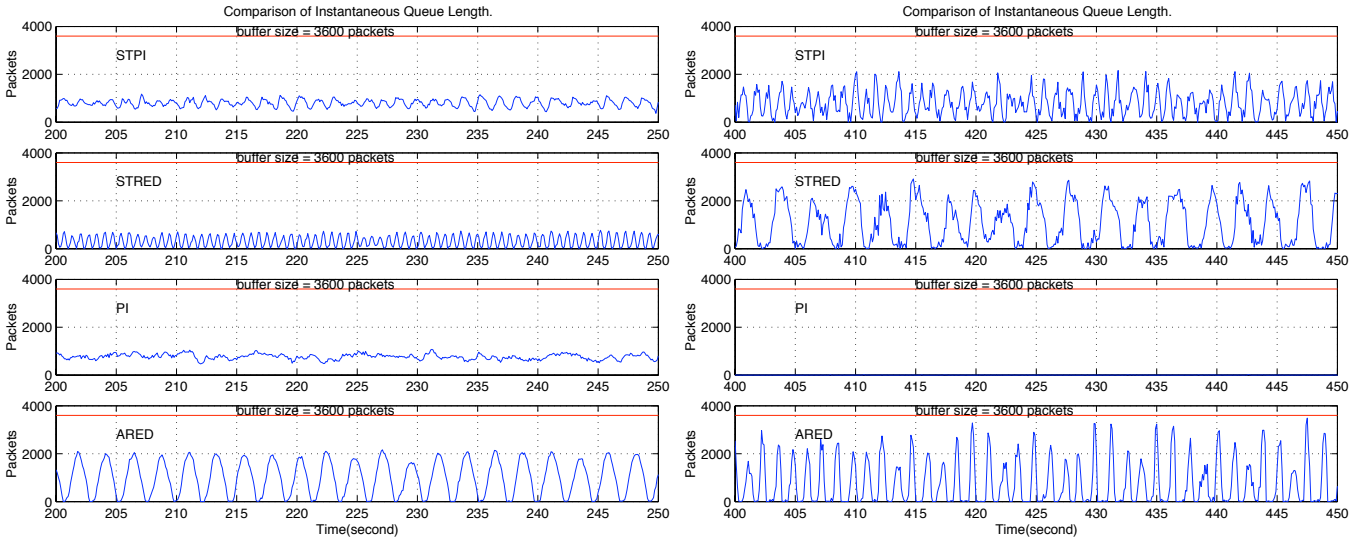 Comparison of Instantaneous Queue Length.
4000
buffer size = 3600 packets
STPI
Packets
2000
0
200 205 210 215 220 225 230 235 240 245 250
4000
buffer size = 3600 packets
STRED
Packets
2000
0
200 205 210 215 220 225 230 235 240 245 250
4000
buffer size = 3600 packets
PI
Packets
2000
0
200 205 210 215 220 225 230 235 240 245 250
4000
buffer size = 3600 packets
ARED
Packets
2000
0
200 205 210 215 220 225 230 235 240 245 250
Time(second)
Comparison of Instantaneous Queue Length.
4000
buffer size = 3600 packets
STPI
Packets
2000
0
400 405 410 415 420 425 430 435 440 445 450
4000
buffer size = 3600 packets
STRED
Packets
2000
0
400 405 410 415 420 425 430 435 440 445 450
4000
buffer size = 3600 packets
PI
Packets
2000
0
400 405 410 415 420 425 430 435 440 445 450
4000
buffer size = 3600 packets
ARED
Packets
2000
0
400 405 410 415 420 425 430 435 440 445 450
Time(second)